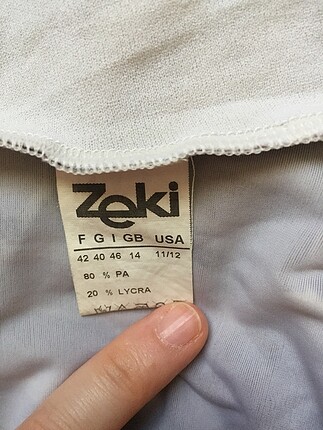 Zeki
F G I GB USA
42 40 46 14 11/12
80 % PA
20 % LYCRA